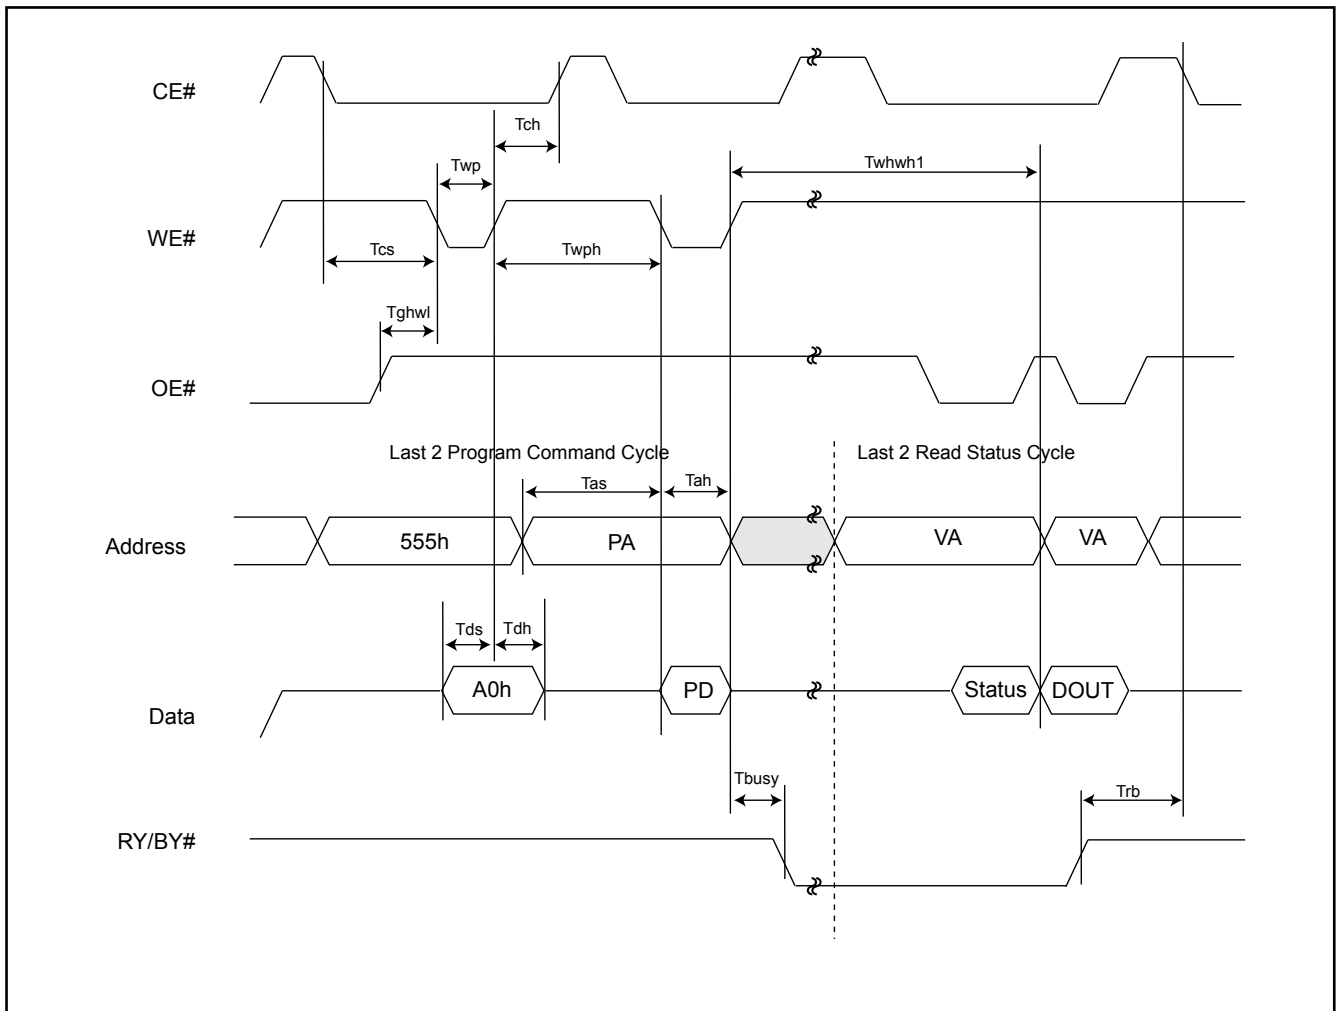 CE#
Tch
Twp
Twhwh1
WE#
Tcs
Twph
Tghwl
OE#
Last 2 Program Command Cycle
Last 2 Read Status Cycle
Tas
Tah
Address
555h
PA
VA
VA
Tds
Tdh
Data
A0h
PD
Status
DOUT
Tbusy
Trb
RY/BY#